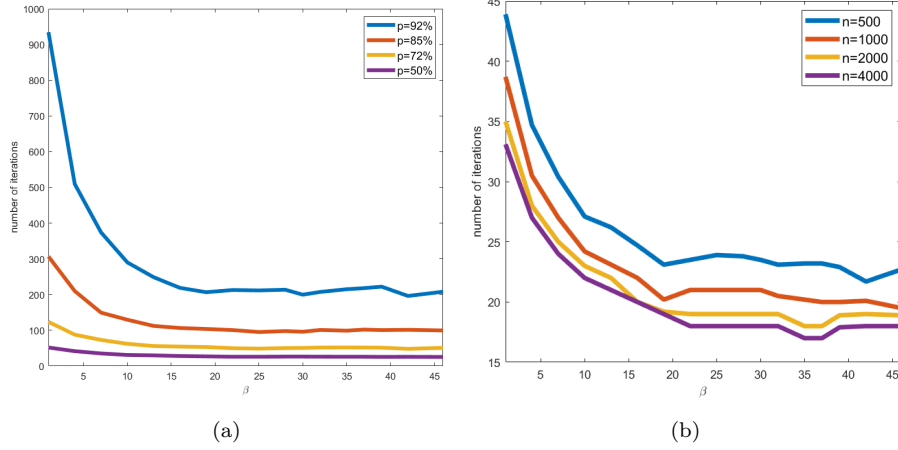 1000
900
800
700
600
500
400
300
200
100
0
number of iterations
5 10 15 20 25 30 35 40 45
β
p=92%
p=85%
p=72%
p=50%
(a)
45
40
35
30
25
20
15
number of iterations
5 10 15 20 25 30 35 40 45
β
n=500
n=1000
n=2000
n=4000
(b)